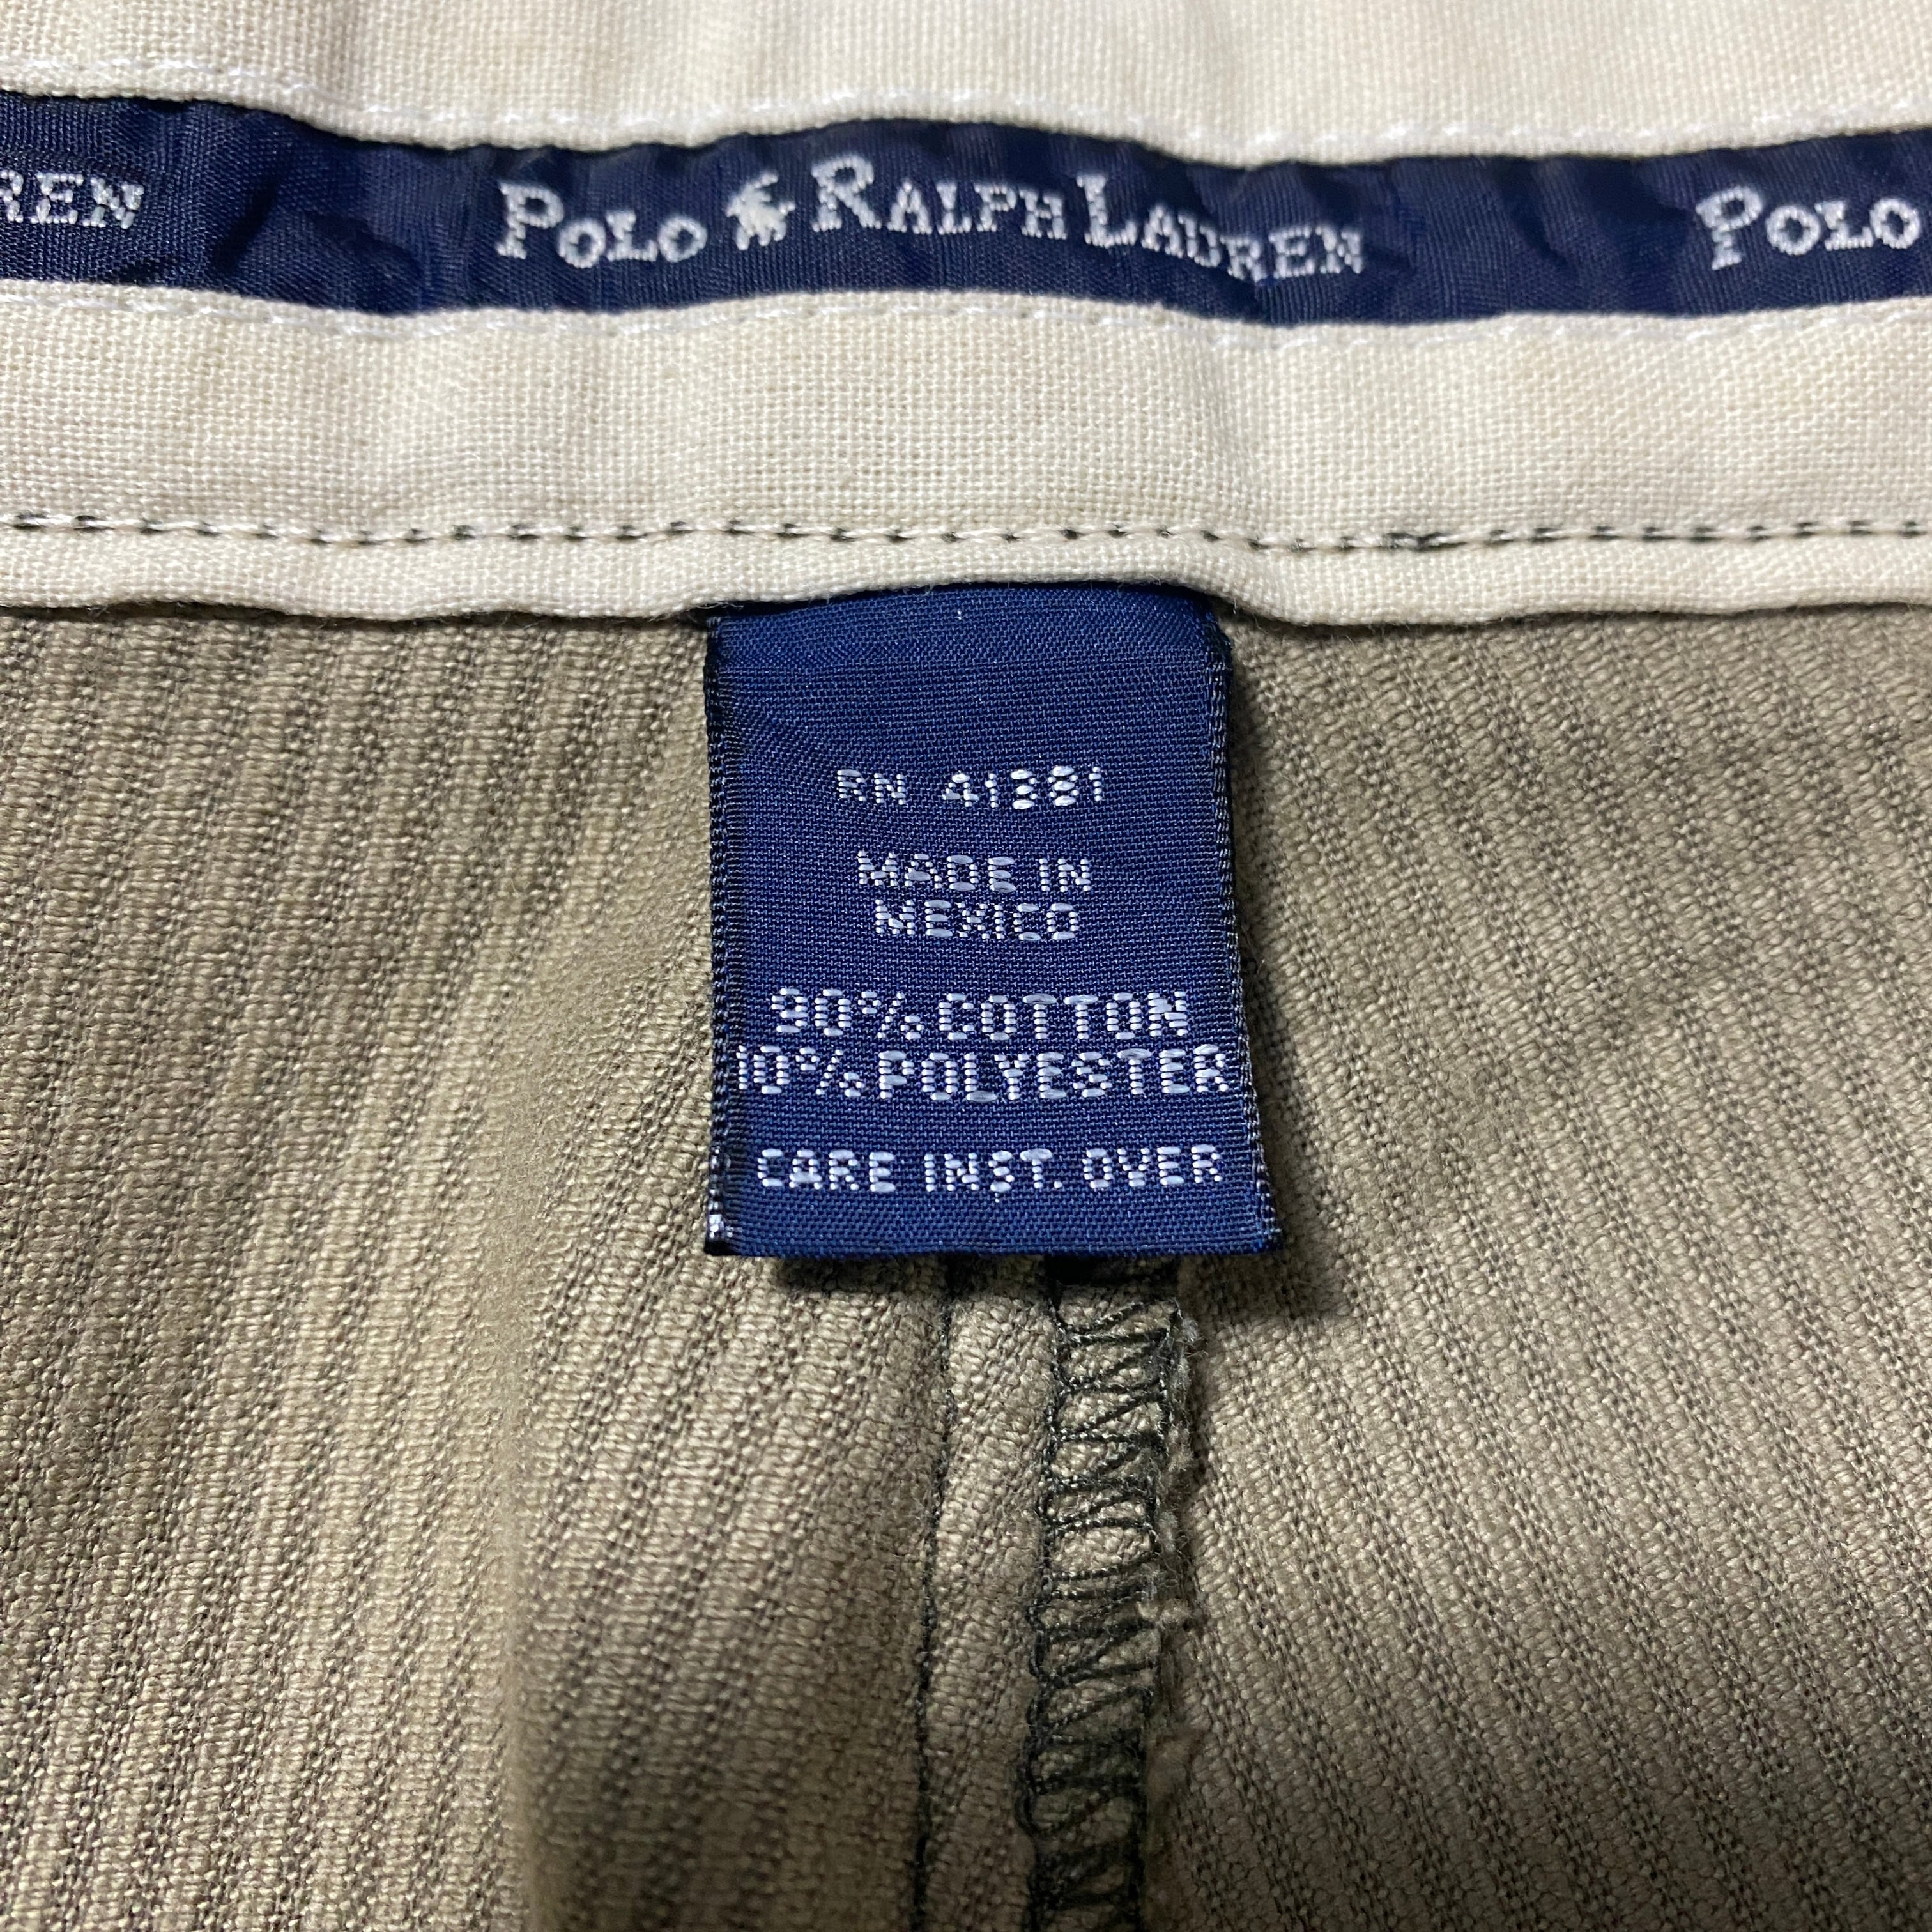 REN POLO RALPH LAUREN POLO
RN 41381
MADE IN
MEXICO
90% COTTON
10% POLYESTER
CARE INST. OVER